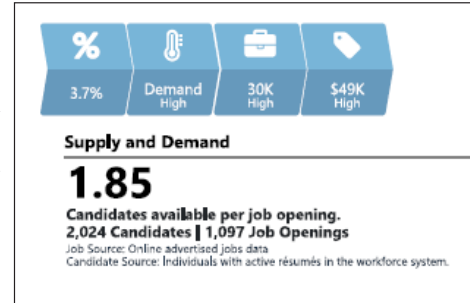 %
3.7% Demand High 30K High $49K High
Supply and Demand
1.85
Candidates available per job opening.
2,024 Candidates | 1,097 Job Openings
Job Source: Online advertised jobs data
Candidate Source: Individuals with active résumés in the workforce system.